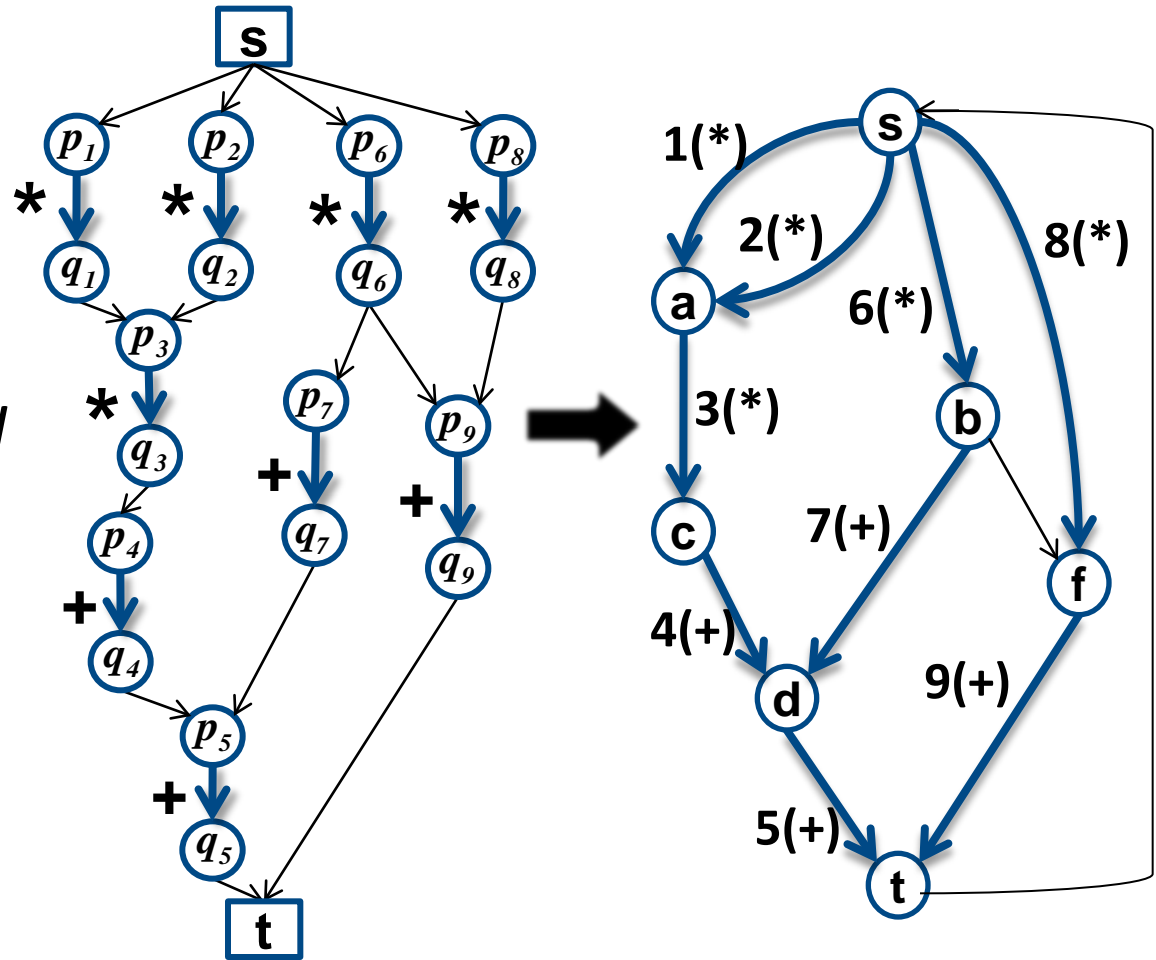 s
p1 p2 p6 p8
* * * *
q1 q2 q6 q8
p3
*
q3
p7 p9
+ +
q7 q9
p4
+
q4
p5
+
q5
t
s
1(*)
2(*)
8(*)
a
6(*)
3(*)
b
c
7(+)
f
4(+)
d
9(+)
5(+)
t